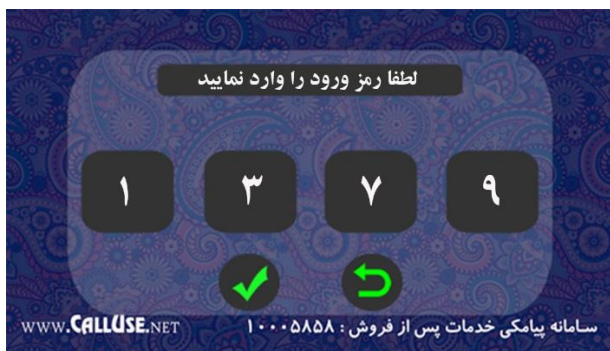 لطفا رمز ورود را وارد نمایید
۱ ۳ ۷ ۹
سامانه پیامکی خدمات پس از فروش : ۱۰۰۰۵۸۵۸
WWW.CALLUSE.NET